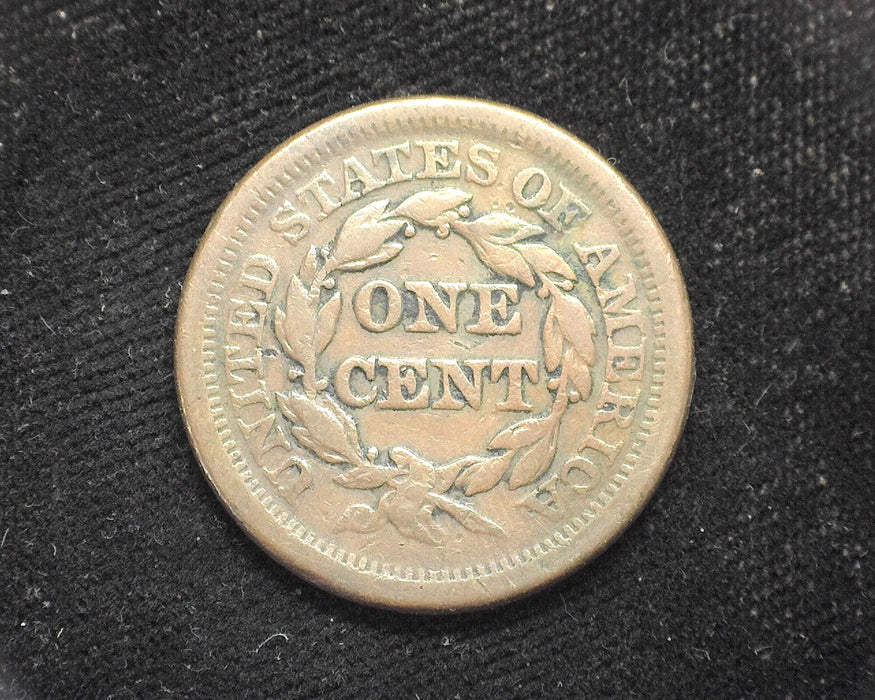 UNITED STATES OF AMERICA
ONE
CENT